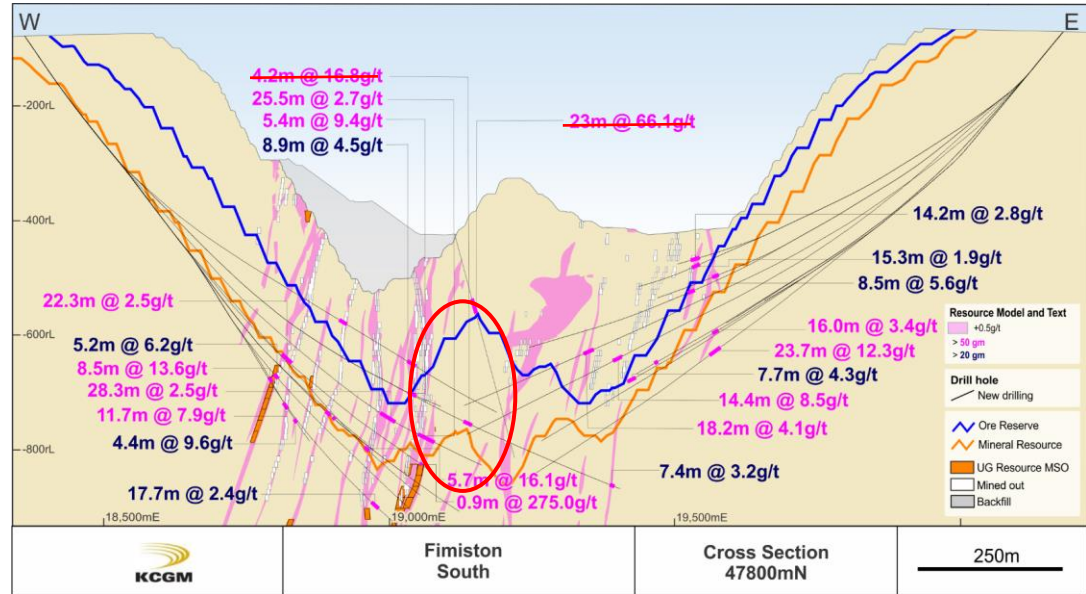 W
E
4.2m @ 16.8g/t
25.5m @ 2.7g/t
5.4m @ 9.4g/t
8.9m @ 4.5g/t
23m @ 66.1g/t
-200rL
-400rL
-600rL
-800rL
14.2m @ 2.8g/t
15.3m @ 1.9g/t
8.5m @ 5.6g/t
16.0m @ 3.4g/t
23.7m @ 12.3g/t
7.7m @ 4.3g/t
14.4m @ 8.5g/t
18.2m @ 4.1g/t
7.4m @ 3.2g/t
22.3m @ 2.5g/t
5.2m @ 6.2g/t
8.5m @ 13.6g/t
28.3m @ 2.5g/t
11.7m @ 7.9g/t
4.4m @ 9.6g/t
17.7m @ 2.4g/t
5.7m @ 16.1g/t
0.9m @ 275.0g/t
Resource Model and Text
+0.5g/t
> 50 gm
> 20 gm
Drill hole
New drilling
Ore Reserve
Mineral Resource
UG Resource MSO
Mined out
Backfill
18,500mE
19,000mE
19,500mE
KCGM
Fimiston
South
Cross Section
47800mN
250m